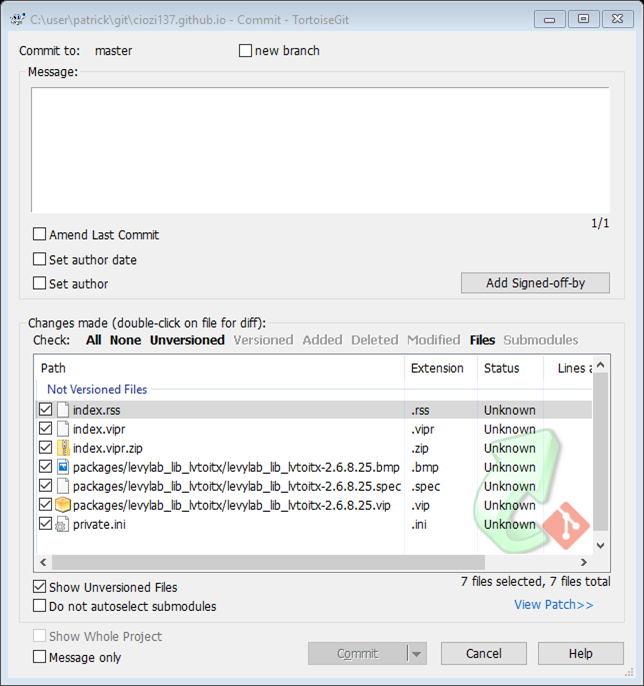 C:\user\patrick\git\ciozi137.github.io - Commit - TortoiseGit
Commit to: master new branch
Message:
1/1
Amend Last Commit
Set author date
Set author
Add Signed-off-by
Changes made (double-click on file for diff):
Check: All None Unversioned Versioned Added Deleted Modified Files Submodules
Path Extension Status Lines a
Not Versioned Files
index.rss .rss Unknown
index.vipr .vipr Unknown
index.vipr.zip .zip Unknown
packages/levylab_lib_lvtoitx/levylab_lib_lvtoitx-2.6.8.25.bmp .bmp Unknown
packages/levylab_lib_lvtoitx/levylab_lib_lvtoitx-2.6.8.25.spec .spec Unknown
packages/levylab_lib_lvtoitx/levylab_lib_lvtoitx-2.6.8.25.vip .vip Unknown
private.ini .ini Unknown
Show Unversioned Files
7 files selected, 7 files total
Do not autoselect submodules
View Patch>>
Show Whole Project
Message only
Commit Cancel Help